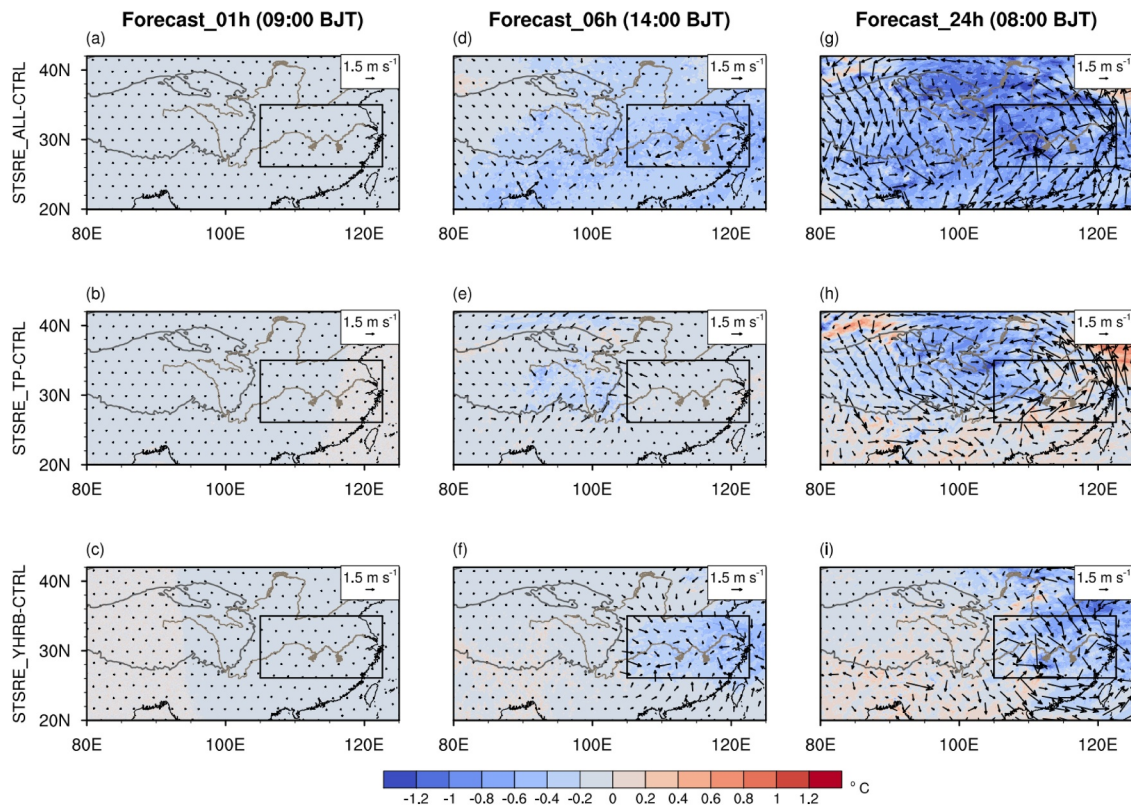 Forecast_01h (09:00 BJT)
Forecast_06h (14:00 BJT)
Forecast_24h (08:00 BJT)
(a)
(d)
(g)
1.5 m s⁻¹
1.5 m s⁻¹
1.5 m s⁻¹
STSRE_ALL-CTRL
40N
30N
20N
80E 100E 120E
80E 100E 120E
80E 100E 120E
(b)
(e)
(h)
1.5 m s⁻¹
1.5 m s⁻¹
1.5 m s⁻¹
STSRE_TP-CTRL
40N
30N
20N
80E 100E 120E
80E 100E 120E
80E 100E 120E
(c)
(f)
(i)
1.5 m s⁻¹
1.5 m s⁻¹
1.5 m s⁻¹
STSRE_YHRB-CTRL
40N
30N
20N
80E 100E 120E
80E 100E 120E
80E 100E 120E
-1.2 -1 -0.8 -0.6 -0.4 -0.2 0 0.2 0.4 0.6 0.8 1 1.2
°C